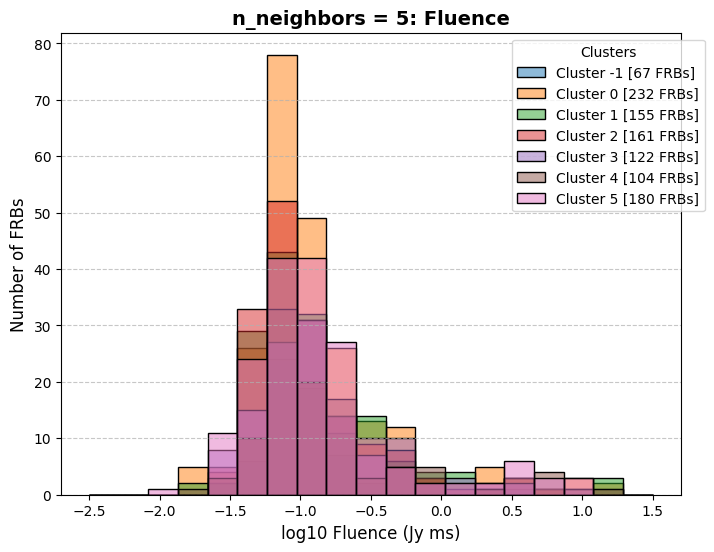 n_neighbors = 5: Fluence
Number of FRBs
80
70
60
50
40
30
20
10
0
Clusters
Cluster -1 [67 FRBs]
Cluster 0 [232 FRBs]
Cluster 1 [155 FRBs]
Cluster 2 [161 FRBs]
Cluster 3 [122 FRBs]
Cluster 4 [104 FRBs]
Cluster 5 [180 FRBs]
−2.5 −2.0 −1.5 −1.0 −0.5 0.0 0.5 1.0 1.5
log10 Fluence (Jy ms)